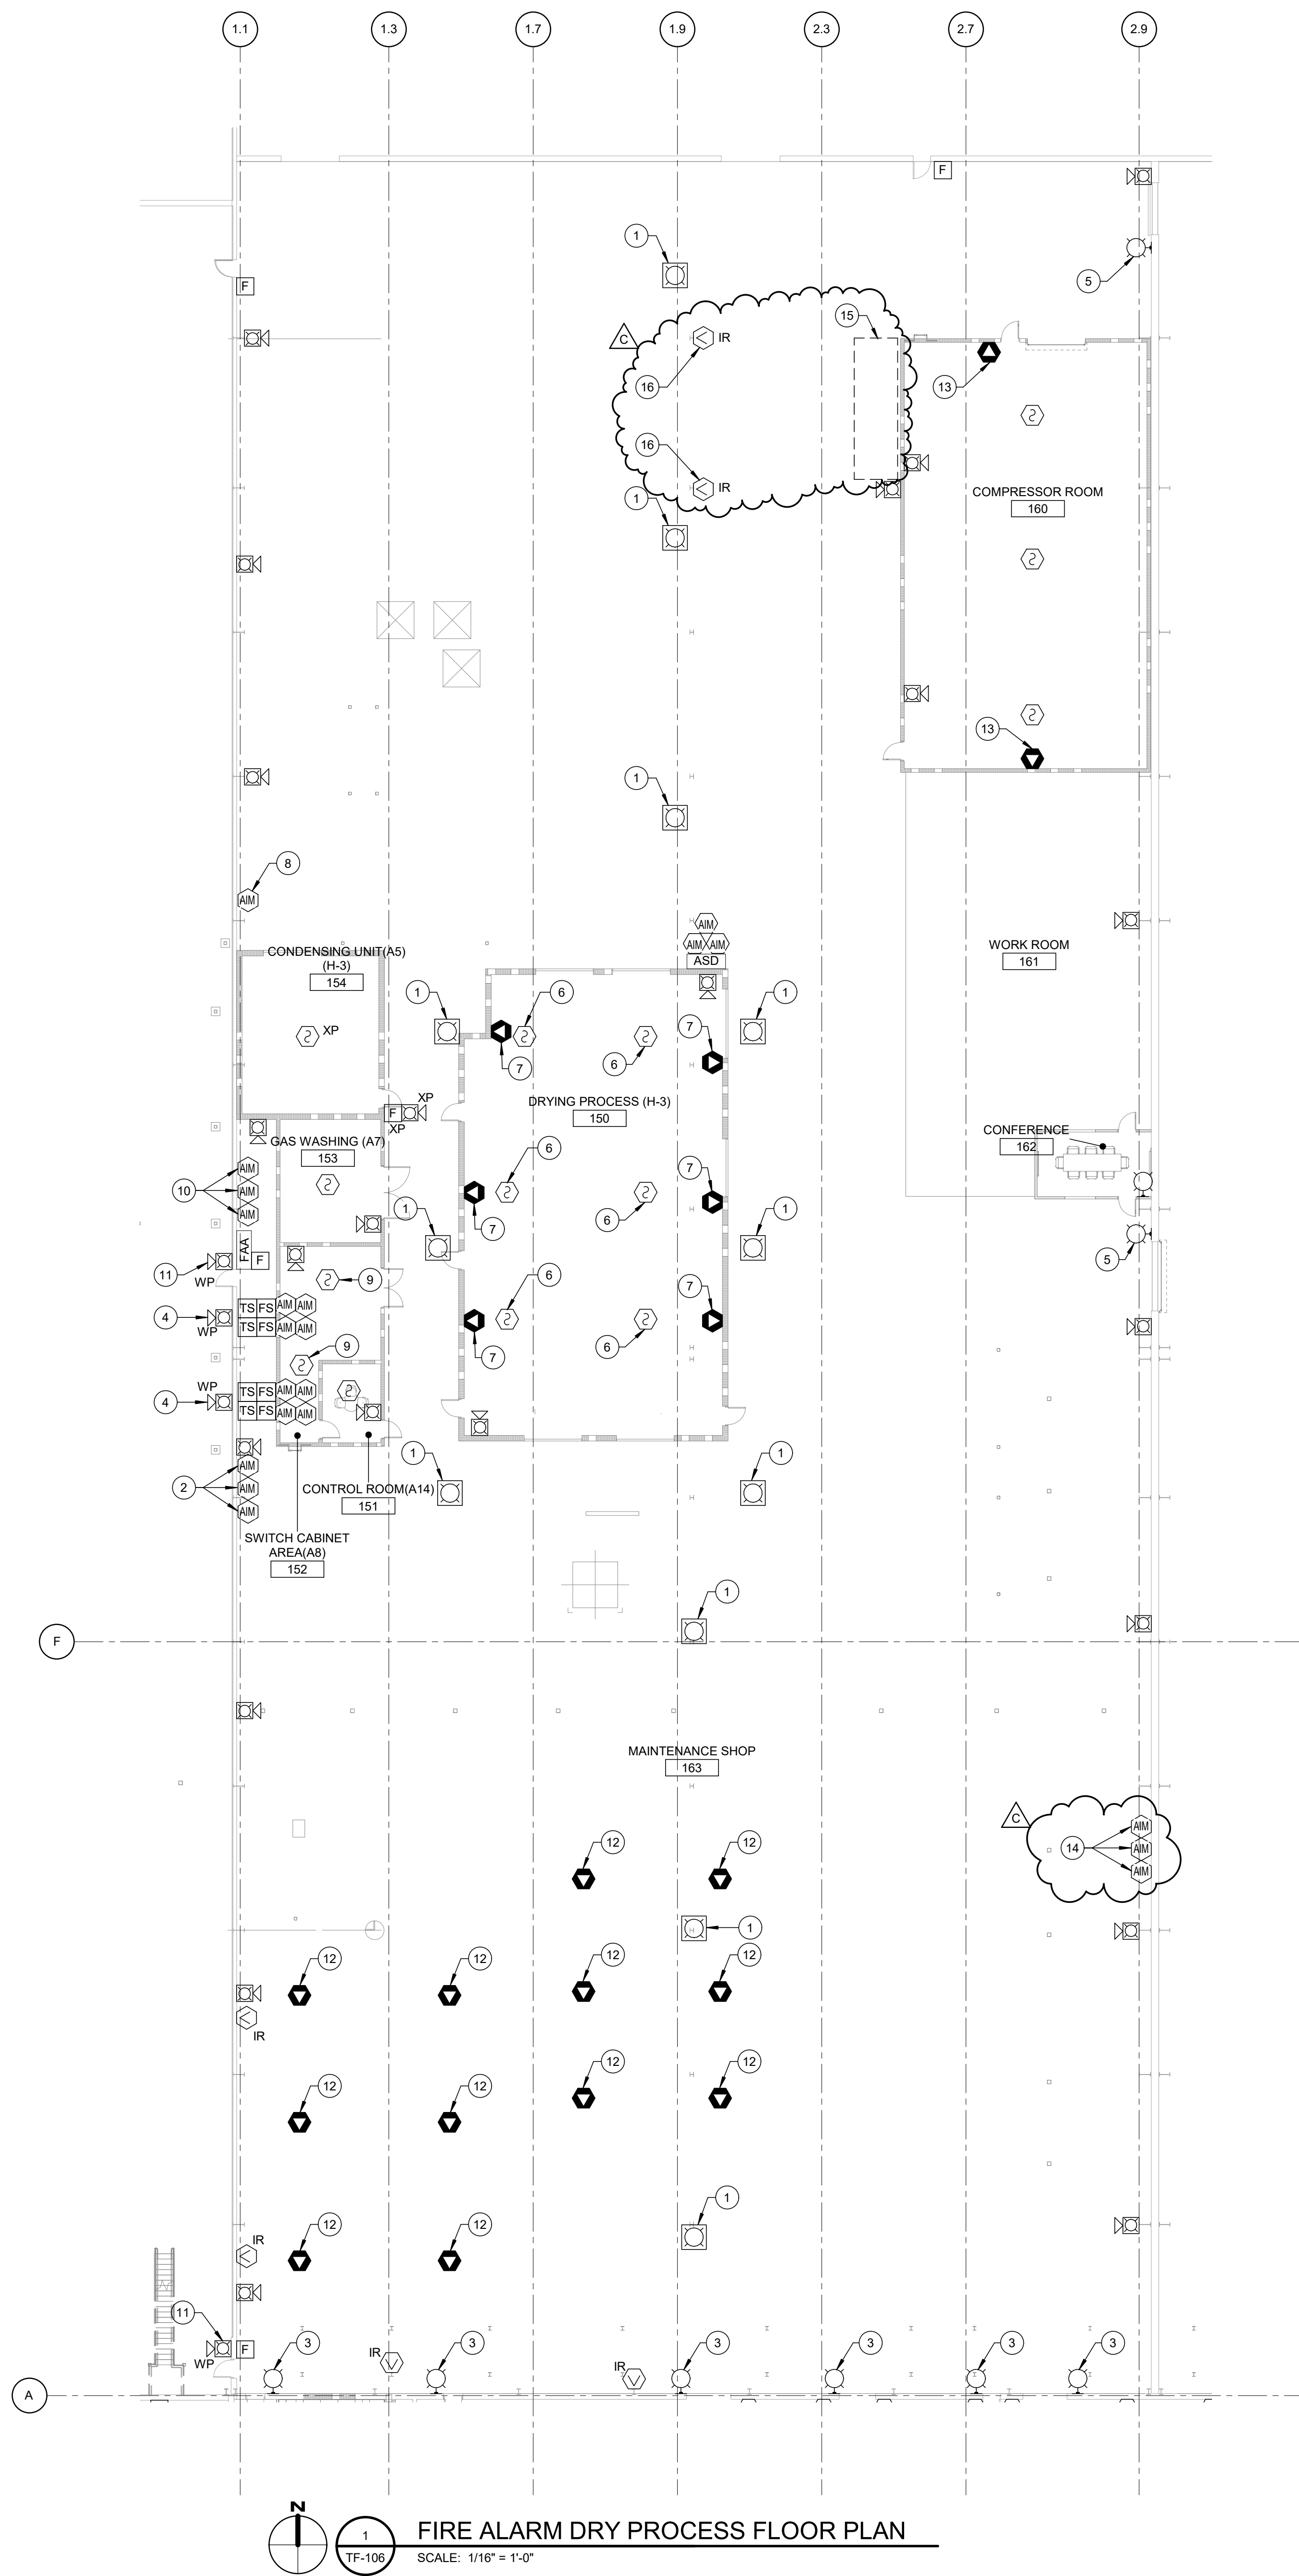 1.1 1.3 1.7 1.9 2.3 2.7 2.9
F
1
5
F
15
C
IR
16
13
16
IR
1
COMPRESSOR ROOM
160
13
1
8
AIM
AIM
AIM AIM
ASD
WORK ROOM
161
CONDENSING UNIT(A5)
(H-3)
154
1
6
1
XP
7
7
6
DRYING PROCESS (H-3)
150
XP
F
XP
CONFERENCE
162
GAS WASHING (A7)
153
6
7
AIM
10
AIM
AIM
7
6
1
1
FAA
F
11
WP
5
9
6
7
TS FS AIM AIM
4
TS FS AIM AIM
WP
9
6
7
WP
TS FS AIM AIM
4
TS FS AIM AIM
1
1
AIM
2
AIM
AIM
CONTROL ROOM(A14)
151
SWITCH CABINET
AREA(A8)
152
1
F
MAINTENANCE SHOP
163
C
AIM
14
AIM
AIM
12 12
1
12 12 12 12
IR
12 12
12 12
1
12 12
IR
11
F
WP
3 3 3 3 3 3
IR
IR
A
N
1
TF-106
FIRE ALARM DRY PROCESS FLOOR PLAN
SCALE: 1/16" = 1'-0"